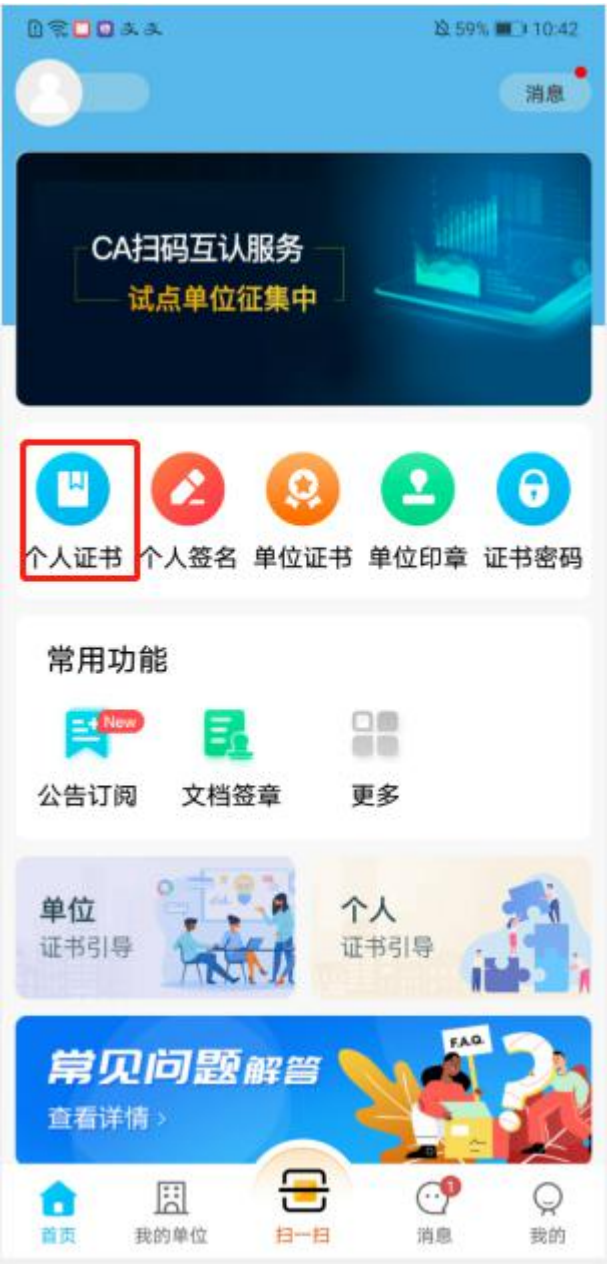 59% 10:42
消息
CA扫码互认服务
试点单位征集中
个人证书 个人签名 单位证书 单位印章 证书密码
常用功能
New
公告订阅 文档签章 更多
单位 个人
证书引导 证书引导
F.A.Q.
常见问题解答
查看详情 >
1
首页 我的单位 扫一扫 消息 我的